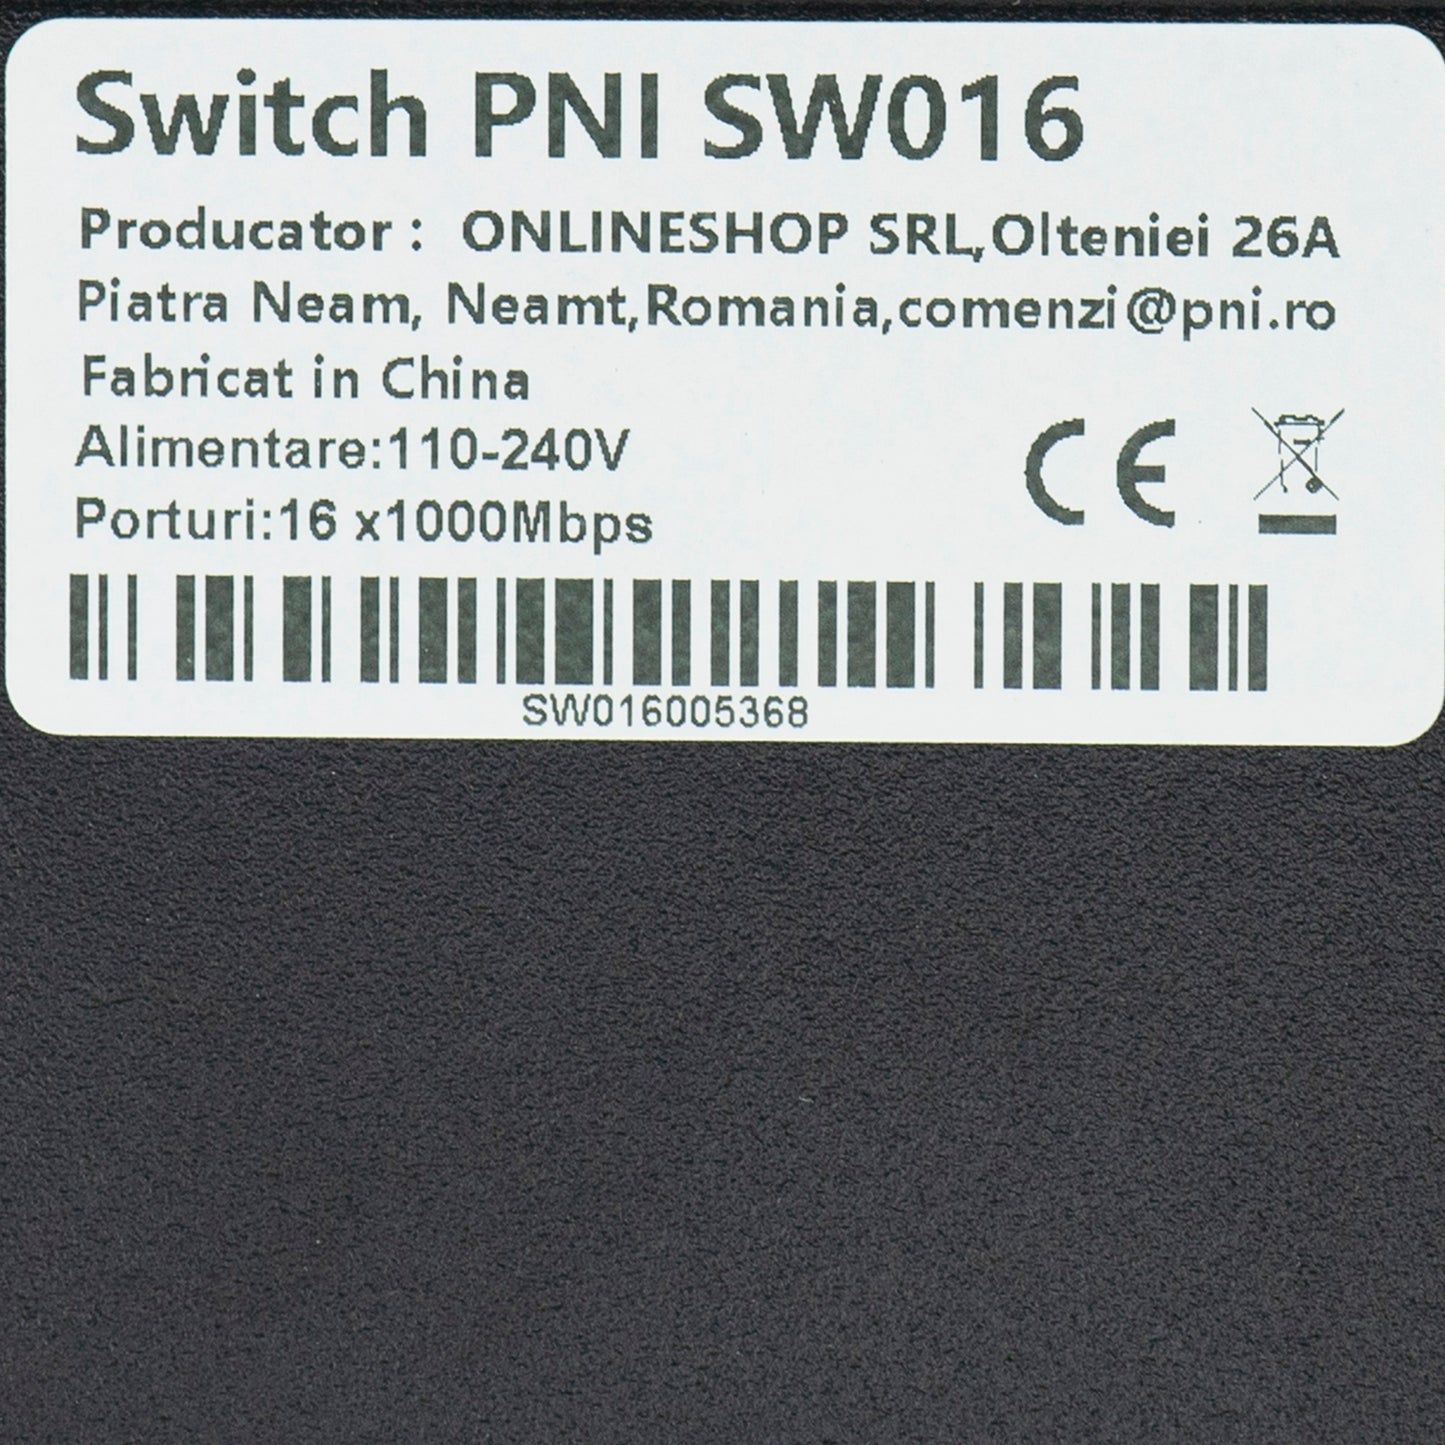 Switch PNI SW016
Producator : ONLINESHOP SRL,Olteniei 26A
Piatra Neam, Neamt,Romania,comenzi@pni.ro
Fabricat in China
Alimentare:110-240V
Porturi:16 x1000Mbps
CE
SW016005368